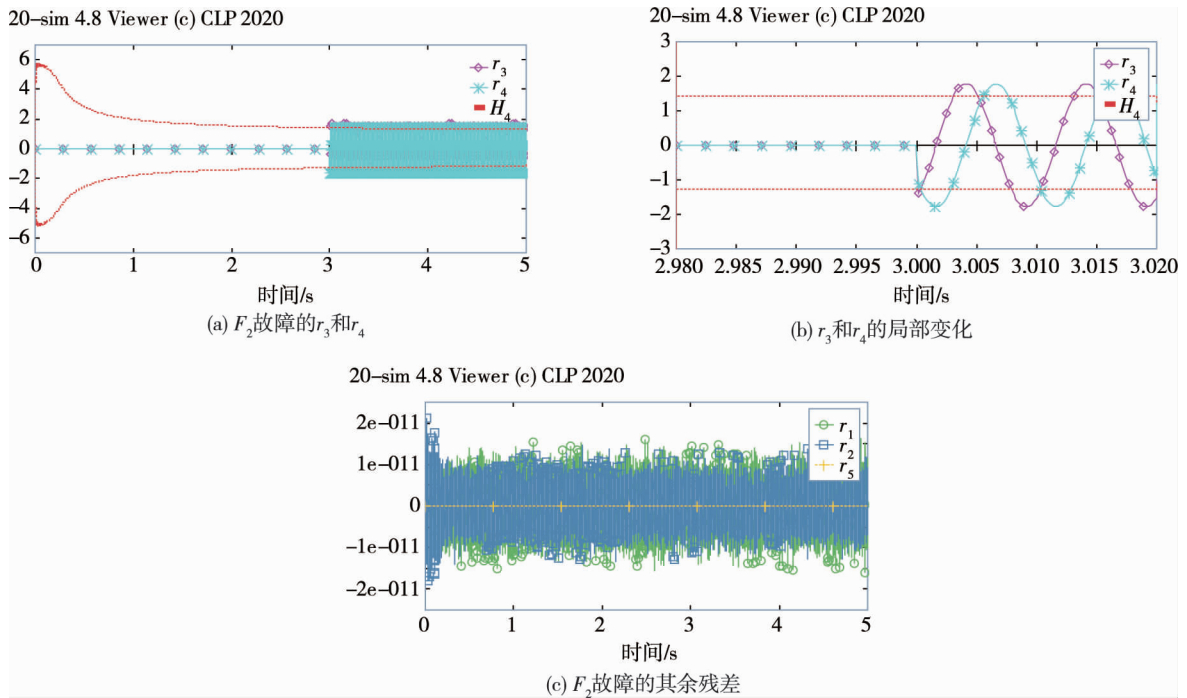 20-sim 4.8 Viewer (c) CLP 2020
6
4
2
0
-2
-4
-6
0 1 2 3 4 5
r3
r4
H4
时间/s
(a) F2故障的r3和r4
20-sim 4.8 Viewer (c) CLP 2020
3
2
1
0
-1
-2
-3
2.980 2.985 2.990 2.995 3.000 3.005 3.010 3.015 3.020
r3
r4
H4
时间/s
(b) r3和r4的局部变化
20-sim 4.8 Viewer (c) CLP 2020
2e-011
1e-011
0
-1e-011
-2e-011
0 1 2 3 4 5
r1
r2
r5
时间/s
(c) F2故障的其余残差